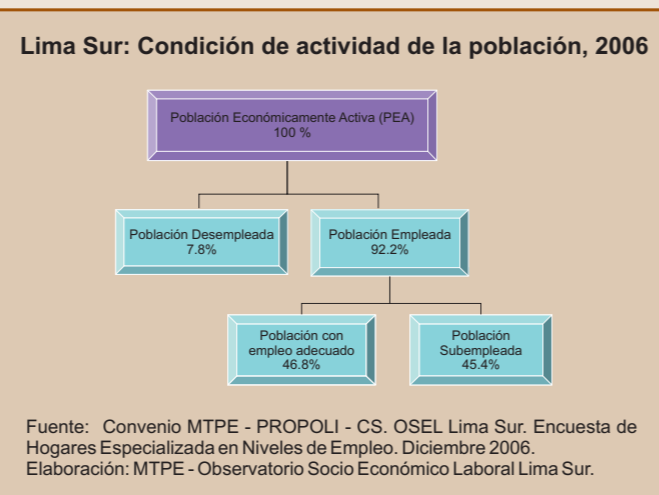 Lima Sur: Condición de actividad de la población, 2006
Población Económicamente Activa (PEA)
100 %
Población Desempleada
7.8%
Población Empleada
92.2%
Población con
empleo adecuado
46.8%
Población
Subempleada
45.4%
Fuente: Convenio MTPE - PROPOLI - CS. OSEL Lima Sur. Encuesta de
Hogares Especializada en Niveles de Empleo. Diciembre 2006.
Elaboración: MTPE - Observatorio Socio Económico Laboral Lima Sur.